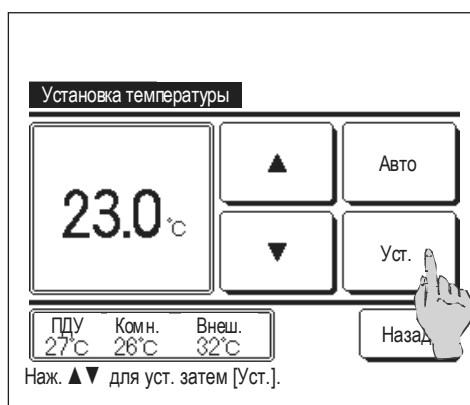 Установка температуры
23.0°C
▲
Авто
▼
Уст.
ПДУ Комн. Внеш.
27°C 26°C 32°C
Назад
Наж. ▲▼ для уст. затем [Уст.].